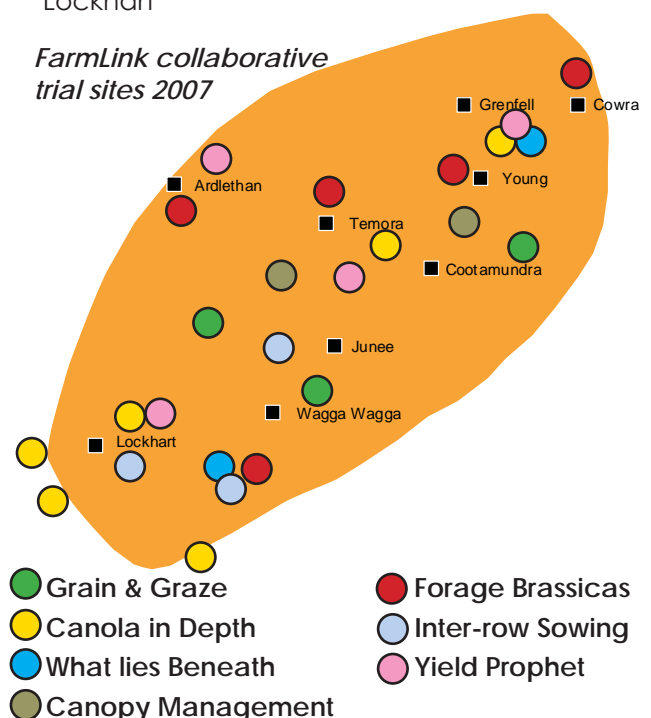 Lockhart
FarmLink collaborative
trial sites 2007
Grenfell
Cowra
Ardlethan
Young
Temora
Cootamundra
Junee
Wagga Wagga
Lockhart
Grain & Graze
Forage Brassicas
Canola in Depth
Inter-row Sowing
What lies Beneath
Yield Prophet
Canopy Management